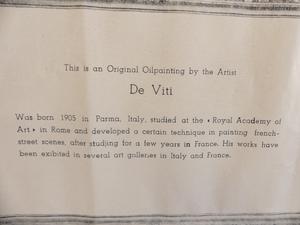 This is an Original Oilpainting by the Artist
De Viti
Was born 1905 in Parma, Italy, studied at the « Royal Academy of
Art » in Rome and developed a certain technique in painting french-
street scenes, after studjing for a few years in France. His works have
been exibited in several art galleries in Italy and France.